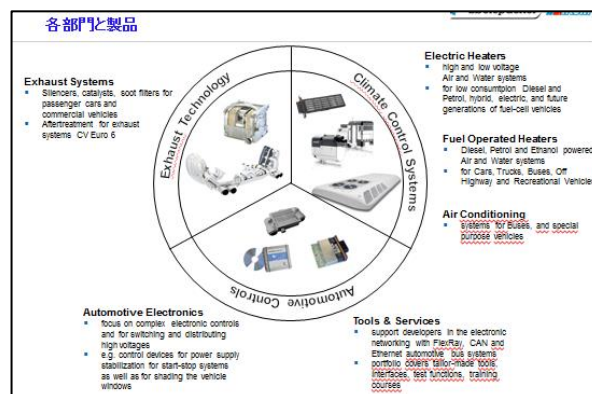 各部門と製品
Exhaust Systems
Silencers, catalysts, soot filters for
passenger cars and
commercial vehicles
Aftertreatment for exhaust
systems CV Euro 6
Exhaust Technology
Climate Control Systems
Automotive Controls
Electric Heaters
high and low voltage
Air and Water systems
for low consumtpion Diesel and
Petrol, hybrid, electric, and future
generations of fuel-cell vehicles
Fuel Operated Heaters
Diesel, Petrol and Ethanol powered
Air and Water systems
for Cars, Trucks, Buses, Off
Highway and Recreational Vehicle
Air Conditioning
systems for Buses, and special
purpose vehicles
Automotive Electronics
focus on complex electronic controls
and for switching and distributing
high voltages
e.g. control devices for power supply
stabilization for start-stop systems
as well as for shading the vehicle
windows
Tools & Services
support developers in the electronic
networking with FlexRay, CAN and
Ethernet automotive bus systems
portfolio covers tailor-made tools,
interfaces, test functions, training
courses